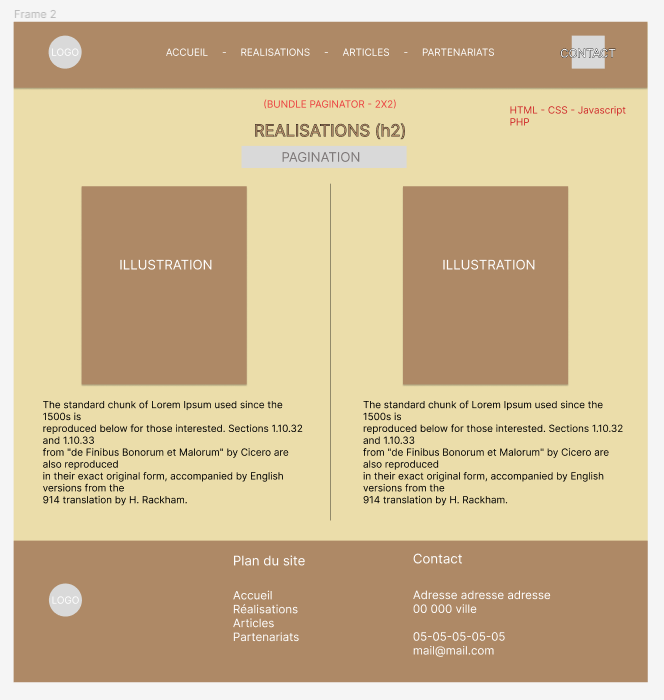 Frame 2
LOGO
ACCUEIL - REALISATIONS - ARTICLES - PARTENARIATS
CONTACT
(BUNDLE PAGINATOR - 2X2)
HTML - CSS - Javascript
PHP
REALISATIONS (h2)
PAGINATION
ILLUSTRATION
The standard chunk of Lorem Ipsum used since the
1500s is
reproduced below for those interested. Sections 1.10.32
and 1.10.33
from "de Finibus Bonorum et Malorum" by Cicero are
also reproduced
in their exact original form, accompanied by English
versions from the
914 translation by H. Rackham.
ILLUSTRATION
The standard chunk of Lorem Ipsum used since the
1500s is
reproduced below for those interested. Sections 1.10.32
and 1.10.33
from "de Finibus Bonorum et Malorum" by Cicero are
also reproduced
in their exact original form, accompanied by English
versions from the
914 translation by H. Rackham.
LOGO
Plan du site
Accueil
Réalisations
Articles
Partenariats
Contact
Adresse adresse adresse
00 000 ville
05-05-05-05-05
mail@mail.com